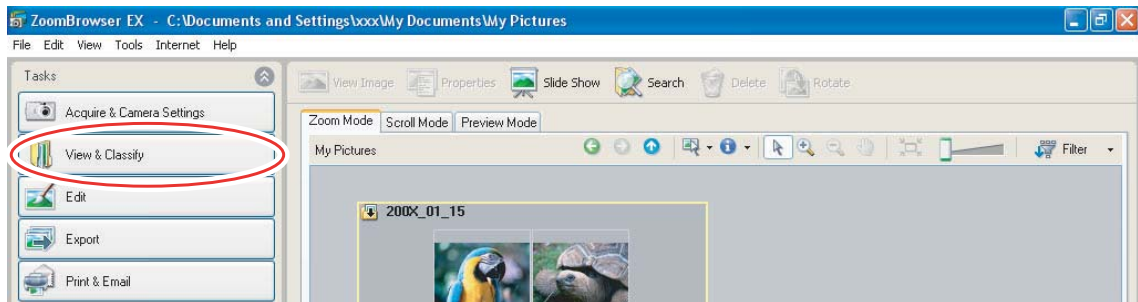 ZoomBrowser EX - C:\Documents and Settings\xxx\My Documents\My Pictures
File Edit View Tools Internet Help
Tasks
Acquire & Camera Settings
View & Classify
Edit
Export
Print & Email
View Image Properties Slide Show Search Delete Rotate
Zoom Mode Scroll Mode Preview Mode
My Pictures
Filter
200X_01_15